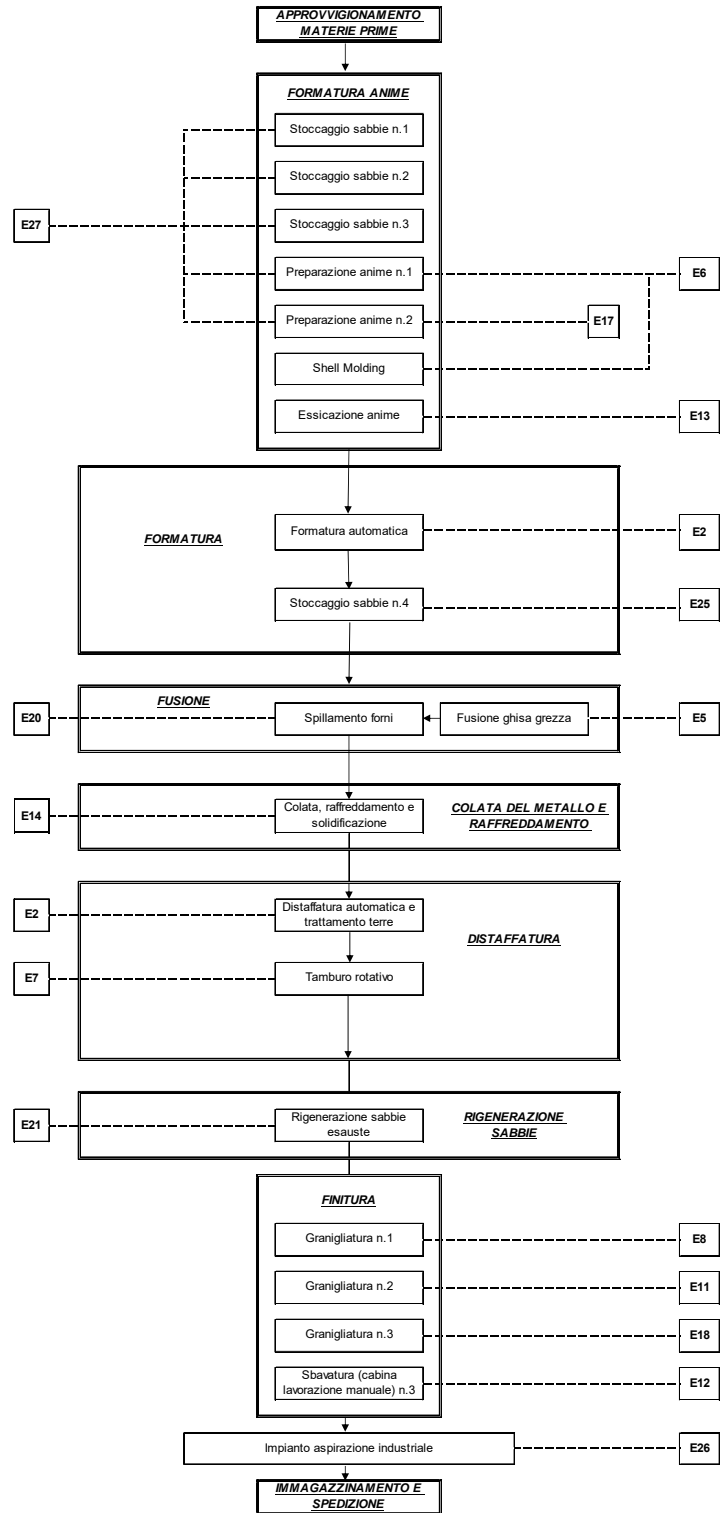 APPROVVIGIONAMENTO
MATERIE PRIME
FORMATURA ANIME
Stoccaggio sabbie n.1
Stoccaggio sabbie n.2
E27
Stoccaggio sabbie n.3
Preparazione anime n.1
E6
Preparazione anime n.2
E17
Shell Molding
Essicazione anime
E13
FORMATURA
Formatura automatica
E2
Stoccaggio sabbie n.4
E25
FUSIONE
E20
Spillamento forni
Fusione ghisa grezza
E5
E14
Colata, raffreddamento e
solidificazione
COLATA DEL METALLO E
RAFFREDDAMENTO
E2
Distaffatura automatica e
trattamento terre
DISTAFFATURA
E7
Tamburo rotativo
E21
Rigenerazione sabbie
esauste
RIGENERAZIONE
SABBIE
FINITURA
Granigliatura n.1
E8
Granigliatura n.2
E11
Granigliatura n.3
E18
Sbavatura (cabina
lavorazione manuale) n.3
E12
Impianto aspirazione industriale
E26
IMMAGAZZINAMENTO E
SPEDIZIONE